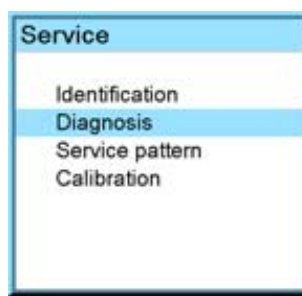 Service
Identification
Diagnosis
Service pattern
Calibration